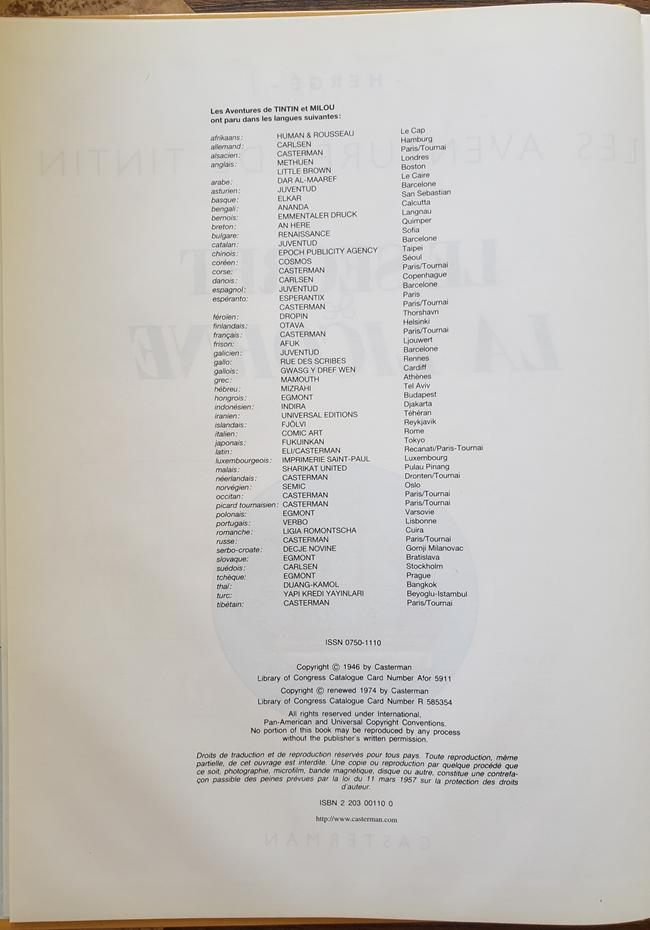 Les Aventures de TINTIN et MILOU
ont paru dans les langues suivantes:
afrikaans: HUMAN & ROUSSEAU Le Cap
allemand: CARLSEN Hamburg
alsacien: CASTERMAN Paris/Tournai
anglais: METHUEN Londres
LITTLE BROWN Boston
arabe: DAR AL-MAAREF Le Caire
asturien: JUVENTUD Barcelone
basque: ELKAR San Sebastian
bengali: ANANDA Calcutta
bernois: EMMENTALER DRUCK Langnau
breton: AN HERE Quimper
bulgare: RENAISSANCE Sofia
catalan: JUVENTUD Barcelone
chinois: EPOCH PUBLICITY AGENCY Taipei
coréen: COSMOS Séoul
corse: CASTERMAN Paris/Tournai
danois: CARLSEN Copenhague
espagnol: JUVENTUD Barcelone
espéranto: ESPERANTIX Paris
CASTERMAN Paris/Tournai
féroïen: DROPIN Thorshavn
finlandais: OTAVA Helsinki
français: CASTERMAN Paris/Tournai
frison: AFUK Ljouwert
galicien: JUVENTUD Barcelone
gallo: RUE DES SCRIBES Rennes
gallois: GWASG Y DREF WEN Cardiff
grec: MAMOUTH Athènes
hébreu: MIZRAHI Tel Aviv
hongrois: EGMONT Budapest
indonésien: INDIRA Djakarta
iranien: UNIVERSAL EDITIONS Téhéran
islandais: FJÖLVI Reykjavik
italien: COMIC ART Rome
japonais: FUKUINKAN Tokyo
latin: ELI/CASTERMAN Recanati/Paris-Tournai
luxembourgeois: IMPRIMERIE SAINT-PAUL Luxembourg
malais: SHARIKAT UNITED Pulau Pinang
néerlandais: CASTERMAN Dronten/Tournai
norvégien: SEMIC Oslo
occitan: CASTERMAN Paris/Tournai
picard tournaisien: CASTERMAN Paris/Tournai
polonais: EGMONT Varsovie
portugais: VERBO Lisbonne
romanche: LIGIA ROMONTSCHA Cuira
russe: CASTERMAN Paris/Tournai
serbo-croate: DECJE NOVINE Gornji Milanovac
slovaque: EGMONT Bratislava
suédois: CARLSEN Stockholm
tchèque: EGMONT Prague
thaï: DUANG-KAMOL Bangkok
turc: YAPI KREDI YAYINLARI Beyoglu-Istambul
tibétain: CASTERMAN Paris/Tournai
ISSN 0750-1110
Copyright © 1946 by Casterman
Library of Congress Catalogue Card Number Afor 5911
Copyright © renewed 1974 by Casterman
Library of Congress Catalogue Card Number R 585354
All rights reserved under International,
Pan-American and Universal Copyright Conventions.
No portion of this book may be reproduced by any process
without the publisher's written permission.
Droits de traduction et de reproduction réservés pour tous pays. Toute reproduction, même
partielle, de cet ouvrage est interdite. Une copie ou reproduction par quelque procédé que
ce soit, photographie, microfilm, bande magnétique, disque ou autre, constitue une contrefa-
çon passible des peines prévues par la loi du 11 mars 1957 sur la protection des droits
d'auteur.
ISBN 2 203 00110 0
http://www.casterman.com